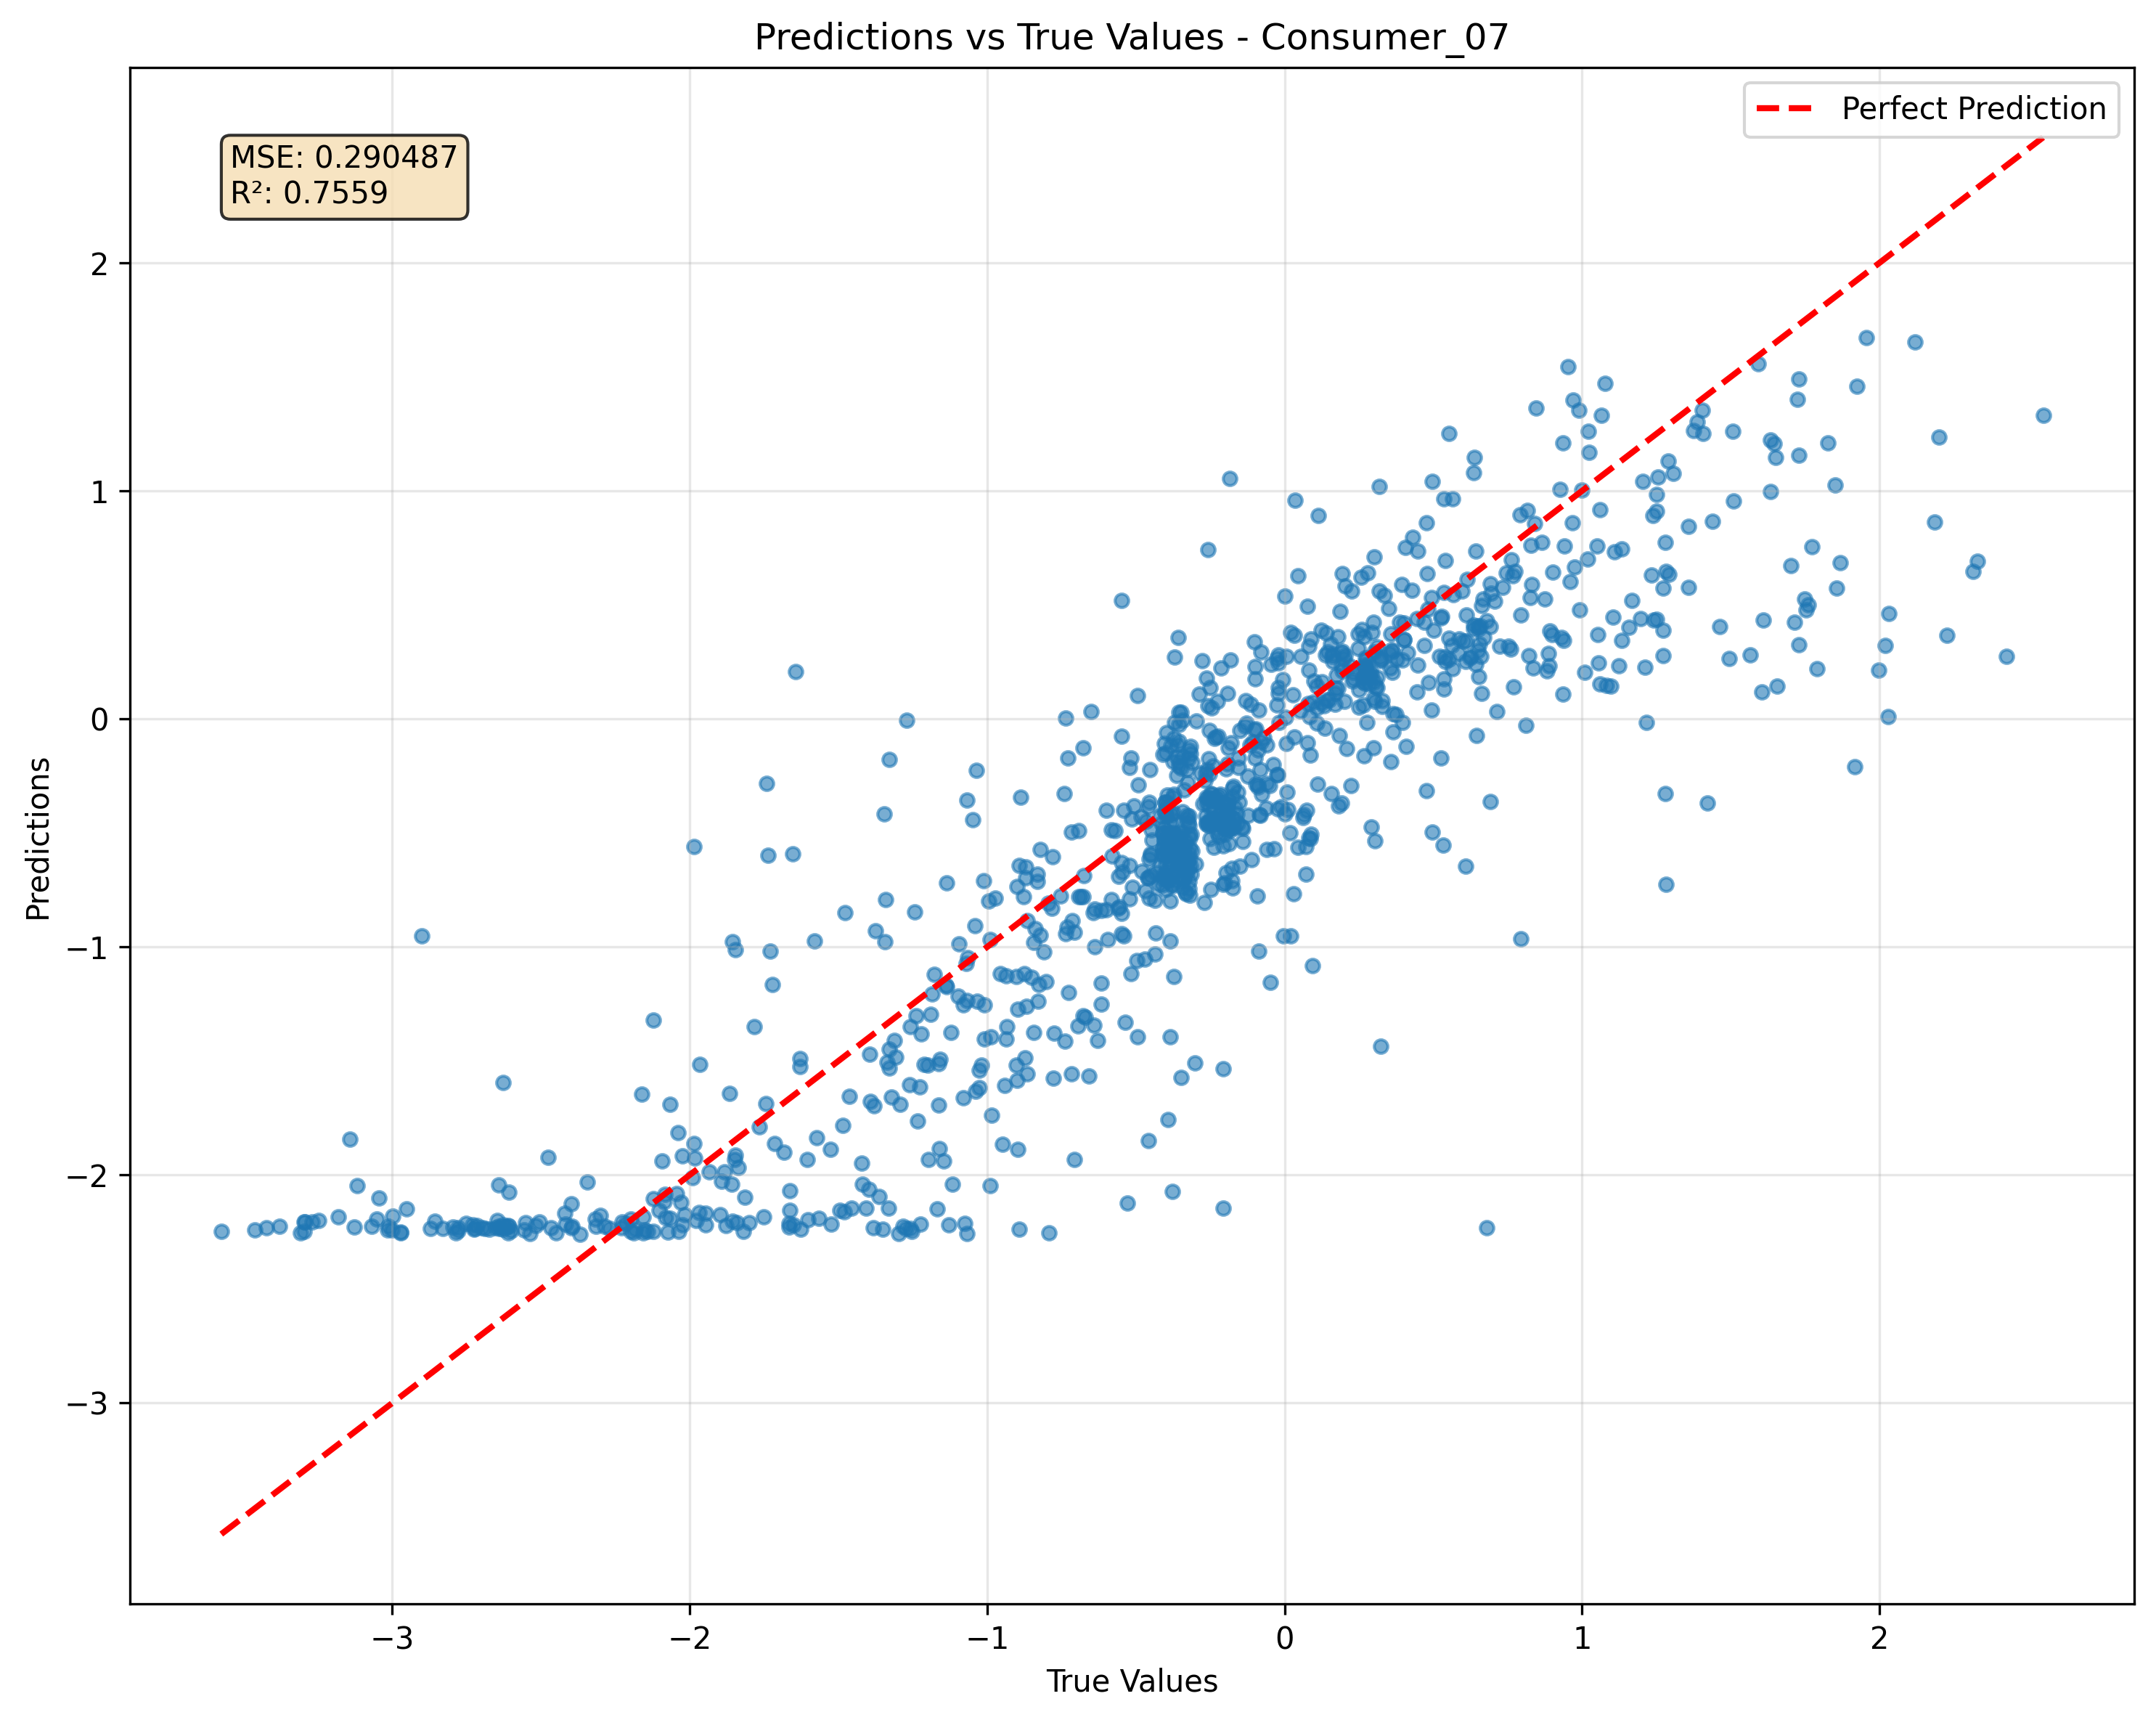 Predictions vs True Values - Consumer_07
Perfect Prediction
MSE: 0.290487
R²: 0.7559
2
1
0
−1
−2
−3
Predictions
−3
−2
−1
0
1
2
True Values